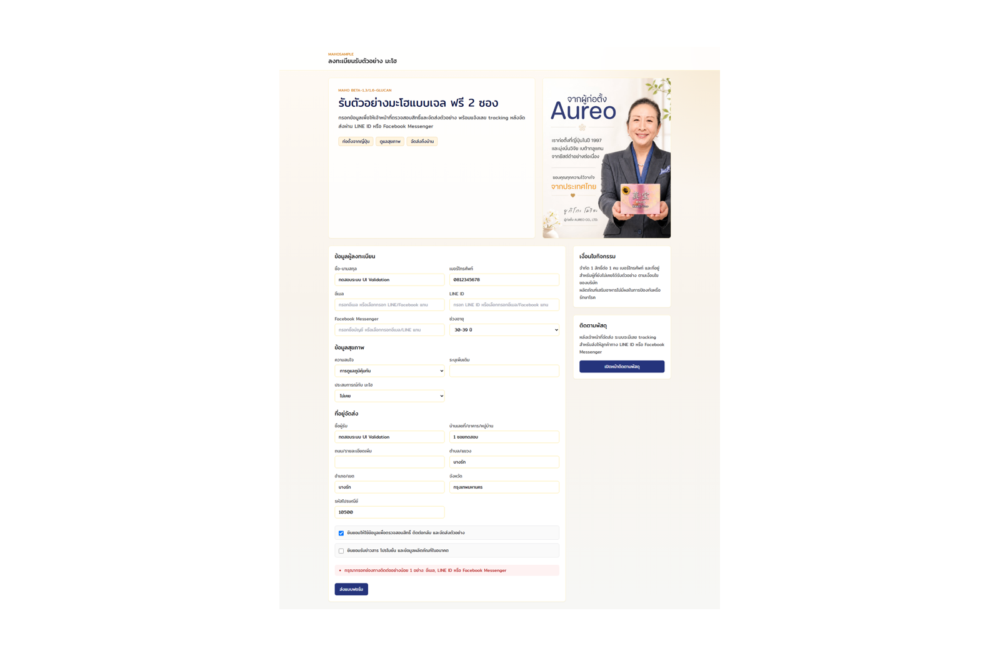 MAHOSAMPLE
ลงทะเบียนรับตัวอย่าง มะโฮ
MAHO BETA-1,3/1,6-GLUCAN
รับตัวอย่างมะโฮแบบเจล ฟรี 2 ซอง
กรอกข้อมูลเพื่อให้เจ้าหน้าที่ตรวจสอบสิทธิ์และจัดส่งตัวอย่าง พร้อมแจ้งเลข tracking หลังจัด
ส่งผ่าน LINE ID หรือ Facebook Messenger
ก่อตั้งจากญี่ปุ่น
ดูแลสุขภาพ
จัดส่งถึงบ้าน
จากผู้ก่อตั้ง
Aureo
เราก่อตั้งที่ญี่ปุ่นในปี 1997
และมุ่งมั่นวิจัย เบต้ากลูแคน
จากยีสต์ดำอย่างต่อเนื่อง
ขอบคุณทุกความไว้วางใจ
จากประเทศไทย
ผู้ก่อตั้ง AUREO CO., LTD.
ข้อมูลผู้ลงทะเบียน
ชื่อ-นามสกุล
ทดสอบระบบ UI Validation
เบอร์โทรศัพท์
0812345678
อีเมล
กรอกอีเมล หรือเลือกกรอก LINE/Facebook แทน
LINE ID
กรอก LINE ID หรือเลือกกรอกอีเมล/Facebook แทน
Facebook Messenger
กรอกชื่อบัญชี หรือเลือกกรอกอีเมล/LINE แทน
ช่วงอายุ
30-39 ปี
ข้อมูลสุขภาพ
ความสนใจ
การดูแลภูมิคุ้มกัน
ระบุเพิ่มเติม
ประสบการณ์กับ มะโฮ
ไม่เคย
ที่อยู่จัดส่ง
ชื่อผู้รับ
ทดสอบระบบ UI Validation
บ้านเลขที่/อาคาร/หมู่บ้าน
1 ซอยทดสอบ
ถนน/รายละเอียดเพิ่ม
ตำบล/แขวง
บางรัก
อำเภอ/เขต
บางรัก
จังหวัด
กรุงเทพมหานคร
รหัสไปรษณีย์
10500
ยินยอมให้ใช้ข้อมูลเพื่อตรวจสอบสิทธิ์ ติดต่อกลับ และจัดส่งตัวอย่าง
ยินยอมรับข่าวสาร โปรโมชั่น และข้อมูลผลิตภัณฑ์ในอนาคต
กรุณากรอกช่องทางติดต่ออย่างน้อย 1 อย่าง: อีเมล, LINE ID หรือ Facebook Messenger
ส่งแบบฟอร์ม
เงื่อนไขกิจกรรม
จำกัด 1 สิทธิ์ต่อ 1 คน เบอร์โทรศัพท์ และที่อยู่
สำหรับผู้ที่ยังไม่เคยได้รับตัวอย่าง ตามเงื่อนไข
ของบริษัท
ผลิตภัณฑ์เสริมอาหารไม่มีผลในการป้องกันหรือ
รักษาโรค
ติดตามพัสดุ
หลังเจ้าหน้าที่จัดส่ง ระบบจะมีเลข tracking
สำหรับส่งให้ลูกค้าทาง LINE ID หรือ Facebook
Messenger
เปิดหน้าติดตามพัสดุ